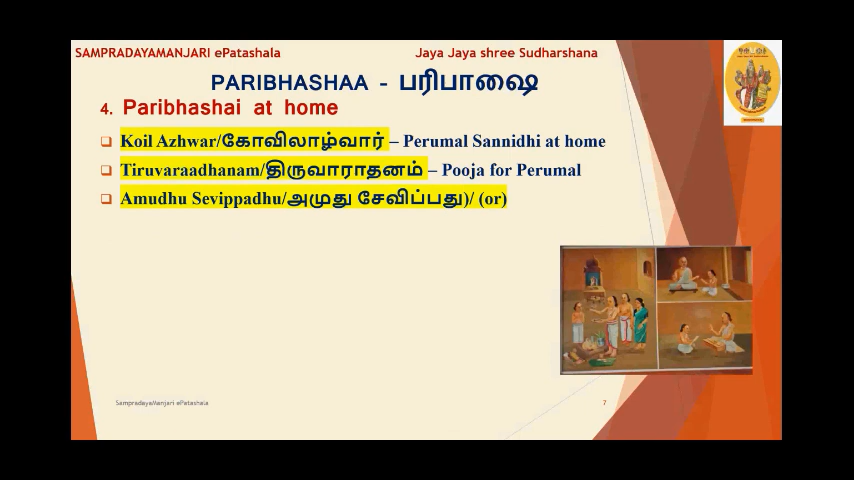 SAMPRADAYAMANJARI ePatashala
Jaya Jaya shree Sudharshana
PARIBHASHAA - பரிபாஷை
4. Paribhashai at home
Koil Azhwar/கோவிலாழ்வார் – Perumal Sannidhi at home
Tiruvaraadhanam/திருவாராதனம் – Pooja for Perumal
Amudhu Sevippadhu/அமுது சேவிப்பது)/ (or)
SampradayaManjari ePatashala
7